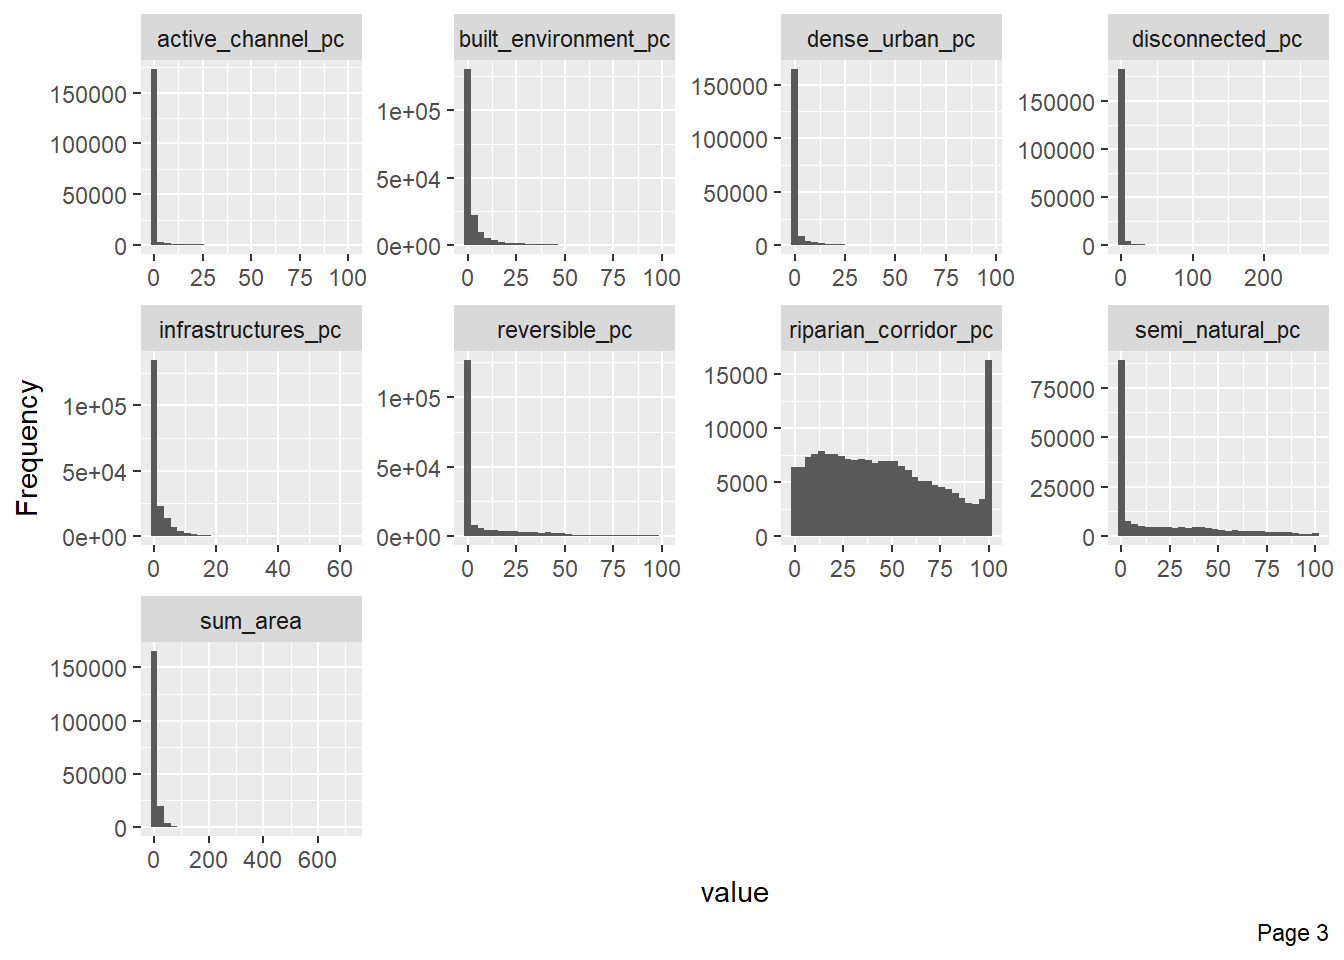 active_channel_pc built_environment_pc dense_urban_pc disconnected_pc
150000 100000 50000 0
1e+05 5e+04 0e+00
150000 100000 50000 0
150000 100000 50000 0
0 25 50 75 100 0 25 50 75 100 0 25 50 75 100 0 100 200
infrastructures_pc reversible_pc riparian_corridor_pc semi_natural_pc
1e+05 5e+04 0e+00
1e+05 5e+04 0e+00
15000 10000 5000 0
75000 50000 25000 0
0 20 40 60 0 25 50 75 100 0 25 50 75 100 0 25 50 75 100
Frequency
sum_area
150000
100000
50000
0
0 200 400 600
value
Page 3